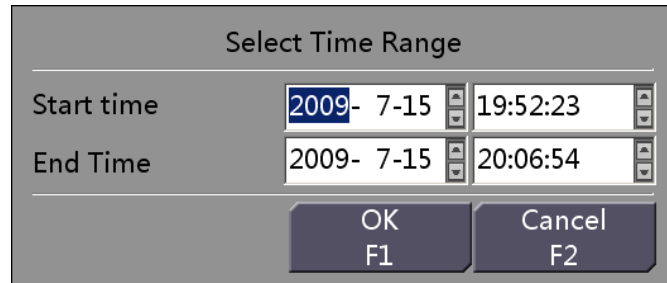 Select Time Range
Start time 2009- 7-15 19:52:23
End Time 2009- 7-15 20:06:54
OK Cancel
F1 F2